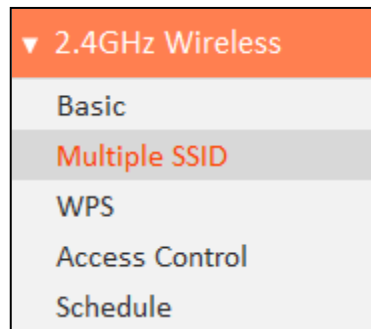 2.4GHz Wireless
Basic
Multiple SSID
WPS
Access Control
Schedule